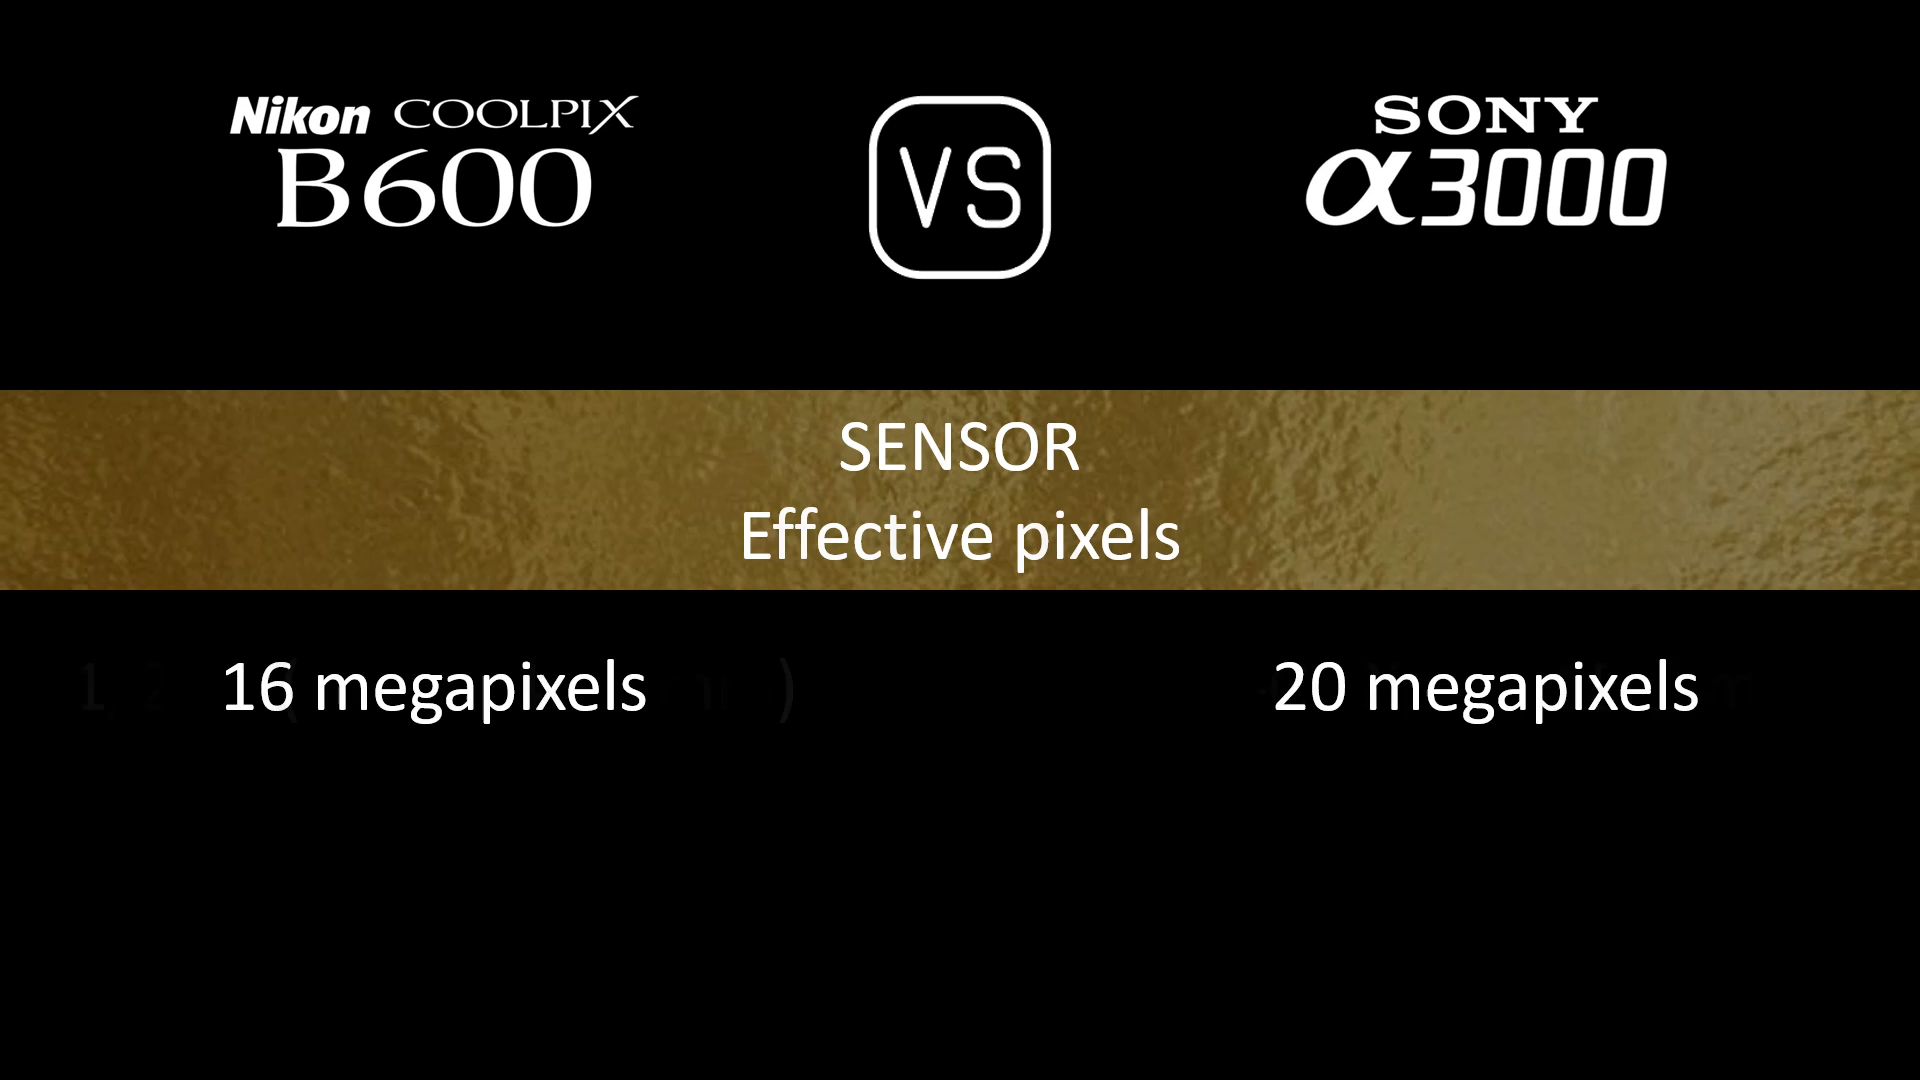 Nikon COOLPIX
B600
VS
SONY
α3000
SENSOR
Effective pixels
16 megapixels
20 megapixels